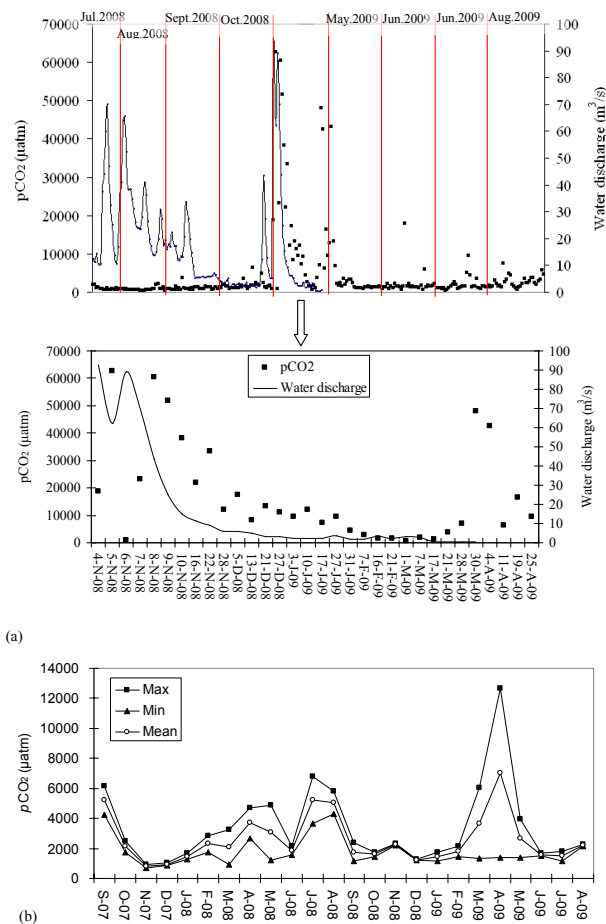 Jul.2008 Aug.2008 Sept.2008 Oct.2008 May.2009 Jun.2009 Jun.2009 Aug.2009
70000 60000 50000 40000 30000 20000 10000 0
pCO2 (µatm)
100 90 80 70 60 50 40 30 20 10 0
Water discharge (m3/s)
70000 60000 50000 40000 30000 20000 10000 0
pCO2 (µatm)
pCO2
Water discharge
100 90 80 70 60 50 40 30 20 10 0
Water discharge (m3/s)
4-N-08 5-N-08 6-N-08 7-N-08 8-N-08 9-N-08 10-N-08 16-N-08 22-N-08 28-N-08 5-D-08 13-D-08 21-D-08 27-D-08 3-J-09 10-J-09 17-J-09 27-J-09 31-J-09 7-F-09 16-F-09 21-F-09 1-M-09 7-M-09 17-M-09 21-M-09 28-M-09 30-M-09 4-A-09 11-A-09 19-A-09 25-A-09
(a)
14000 12000 10000 8000 6000 4000 2000 0
pCO2 (µatm)
Max
Min
Mean
S-07 O-07 N-07 D-07 J-08 F-08 M-08 A-08 M-08 J-08 J-08 A-08 S-08 O-08 N-08 D-08 J-09 F-09 M-09 A-09 M-09 J-09 J-09 A-09
(b)